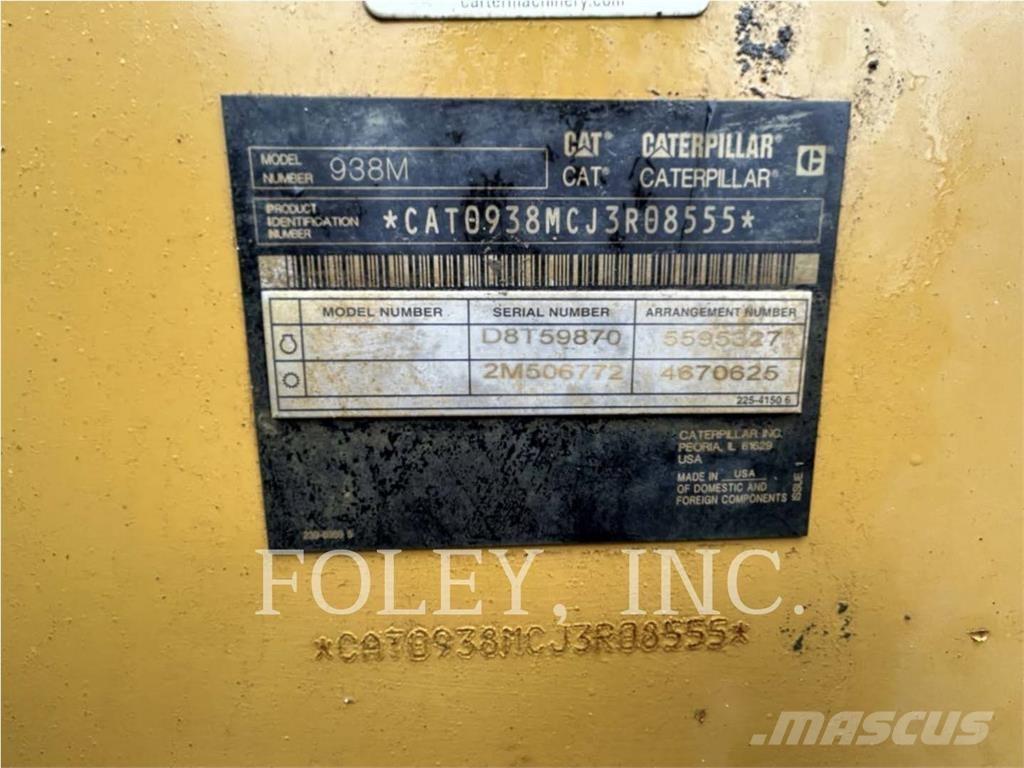 cartermachinery.com
MODEL NUMBER 938M
CAT® CATERPILLAR®
CAT® CATERPILLAR®
PRODUCT IDENTIFICATION NUMBER *CAT0938MCJ3R08555*
MODEL NUMBER SERIAL NUMBER ARRANGEMENT NUMBER
D8T59870 5595327
2M506772 4670625
225-4150 6
CATERPILLAR INC.
PEORIA, IL 61629
USA
MADE IN USA
OF DOMESTIC AND
FOREIGN COMPONENTS
ISSUE 1
FOLEY, INC.
*CAT0938MCJ3R08555*
MASCUS